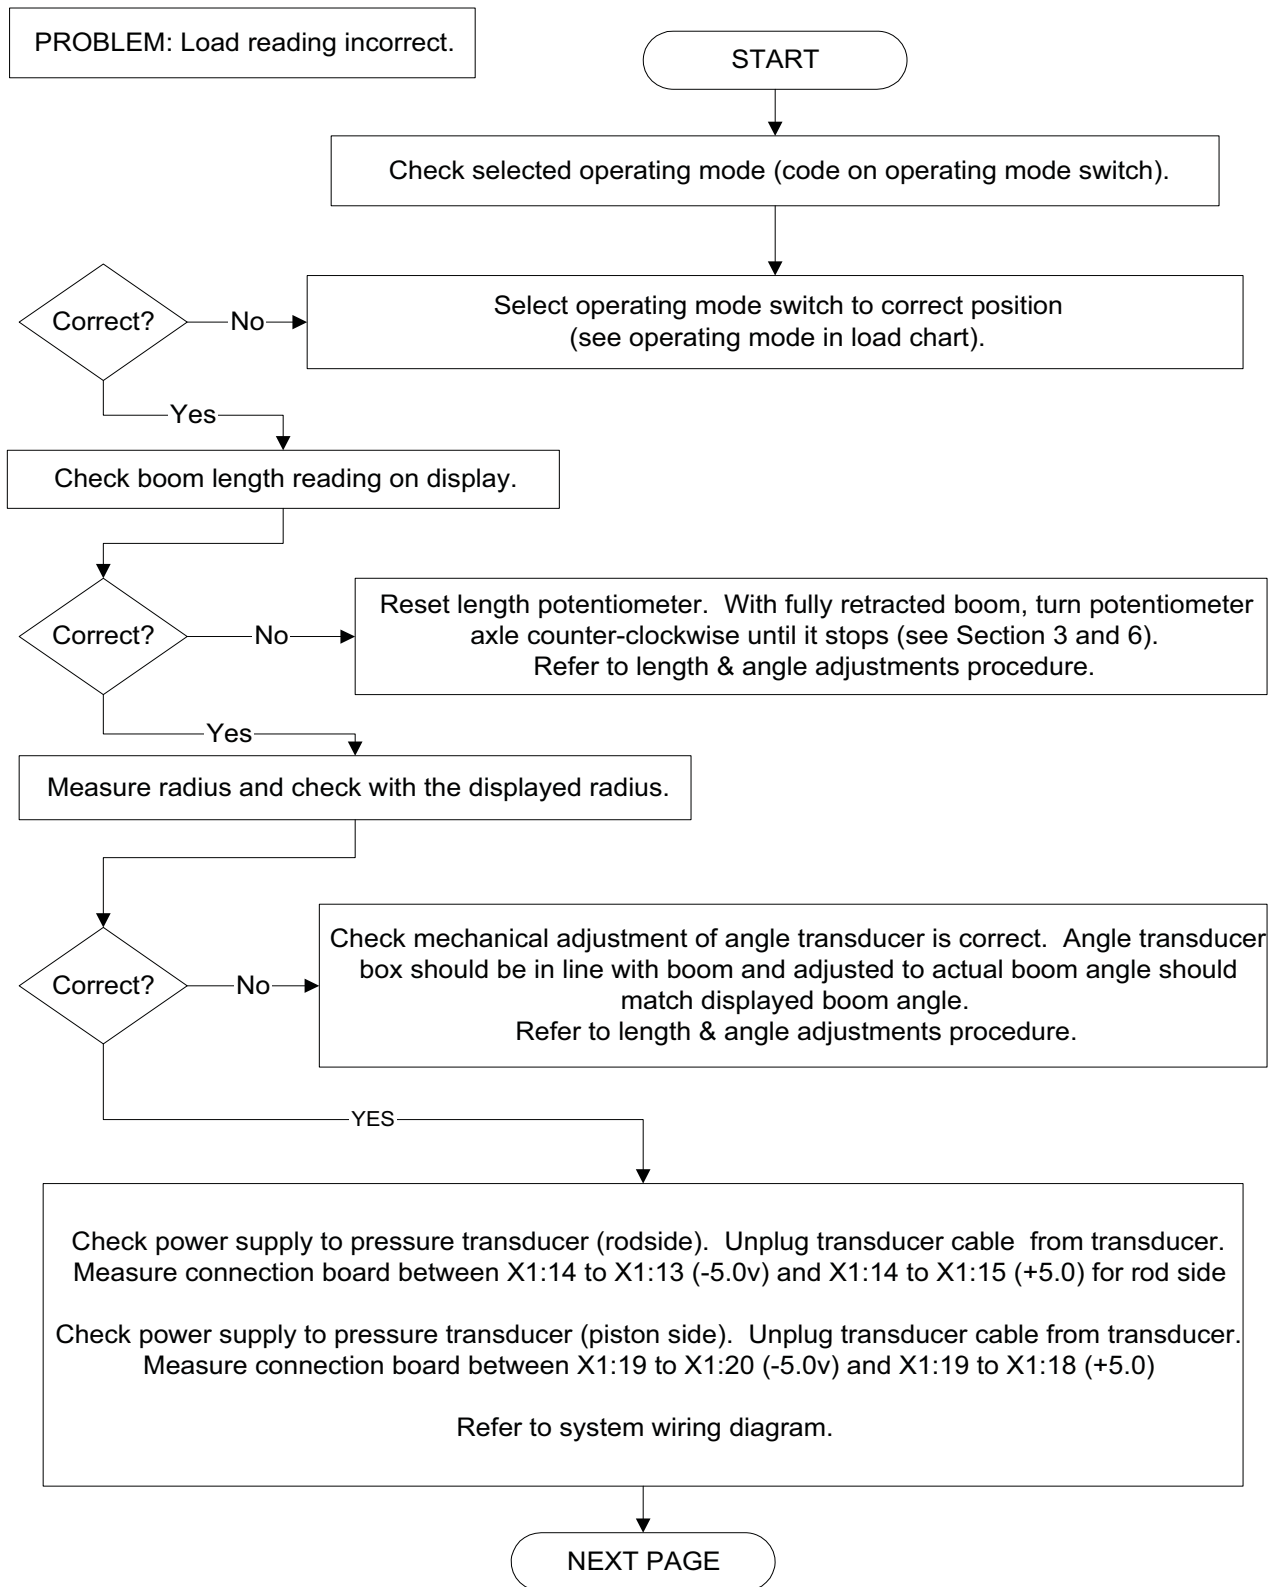 PROBLEM: Load reading incorrect.
START
Check selected operating mode (code on operating mode switch).
Correct?
No
Select operating mode switch to correct position
(see operating mode in load chart).
Yes
Check boom length reading on display.
Correct?
No
Reset length potentiometer. With fully retracted boom, turn potentiometer
axle counter-clockwise until it stops (see Section 3 and 6).
Refer to length & angle adjustments procedure.
Yes
Measure radius and check with the displayed radius.
Correct?
No
Check mechanical adjustment of angle transducer is correct. Angle transducer
box should be in line with boom and adjusted to actual boom angle should
match displayed boom angle.
Refer to length & angle adjustments procedure.
YES
Check power supply to pressure transducer (rodside). Unplug transducer cable from transducer.
Measure connection board between X1:14 to X1:13 (-5.0v) and X1:14 to X1:15 (+5.0) for rod side
Check power supply to pressure transducer (piston side). Unplug transducer cable from transducer.
Measure connection board between X1:19 to X1:20 (-5.0v) and X1:19 to X1:18 (+5.0)
Refer to system wiring diagram.
NEXT PAGE